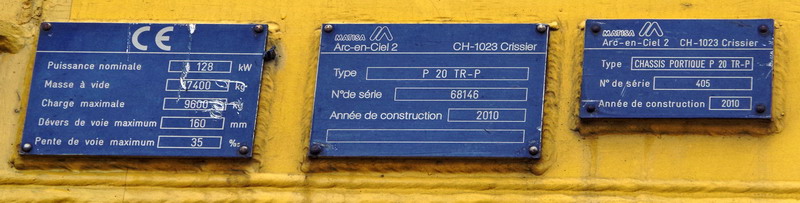 CE
Puissance nominale 128 kW
Masse à vide 17400 kg
Charge maximale 9600 kg
Dévers de voie maximum 160 mm
Pente de voie maximum 35 ‰
MATISA
Arc-en-Ciel 2 CH-1023 Crissier
Type P 20 TR-P
N°de série 68146
Année de construction 2010
MATISA
Arc-en-Ciel 2 CH-1023 Crissier
Type CHASSIS PORTIQUE P 20 TR-P
N° de série 405
Année de construction 2010